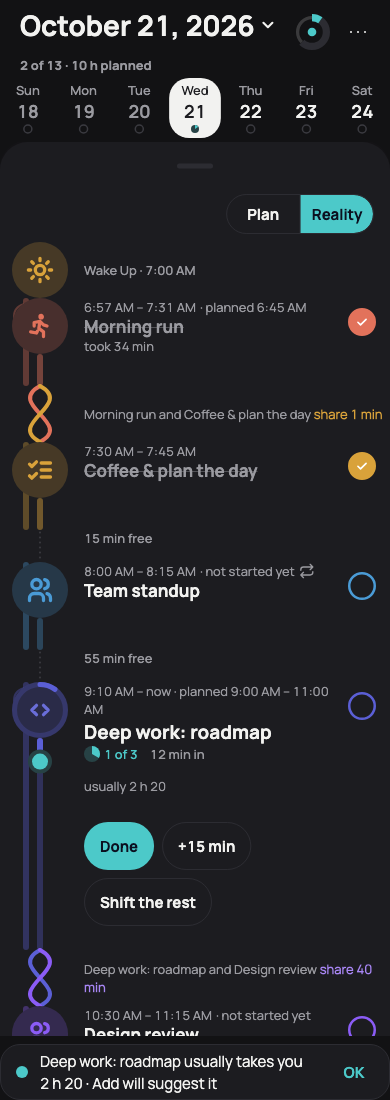 October 21, 2026
2 of 13 · 10 h planned
Sun Mon Tue Wed Thu Fri Sat
18 19 20 21 22 23 24
Plan Reality
Wake Up · 7:00 AM
6:57 AM – 7:31 AM · planned 6:45 AM
Morning run
took 34 min
Morning run and Coffee & plan the day share 1 min
7:30 AM – 7:45 AM
Coffee & plan the day
15 min free
8:00 AM – 8:15 AM · not started yet
Team standup
55 min free
9:10 AM – now · planned 9:00 AM – 11:00
AM
Deep work: roadmap
1 of 3 12 min in
usually 2 h 20
Done +15 min
Shift the rest
Deep work: roadmap and Design review share 40
min
10:30 AM – 11:15 AM · not started yet
Design review
Deep work: roadmap usually takes you
2 h 20 · Add will suggest it
OK